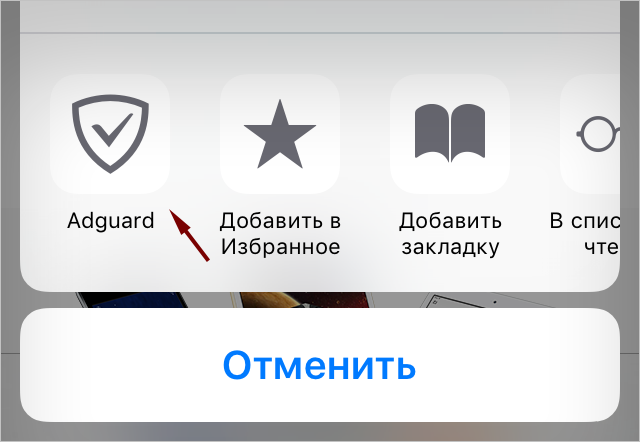 Adguard
Добавить в
Избранное
Добавить
закладку
В спис
чте
Отменить